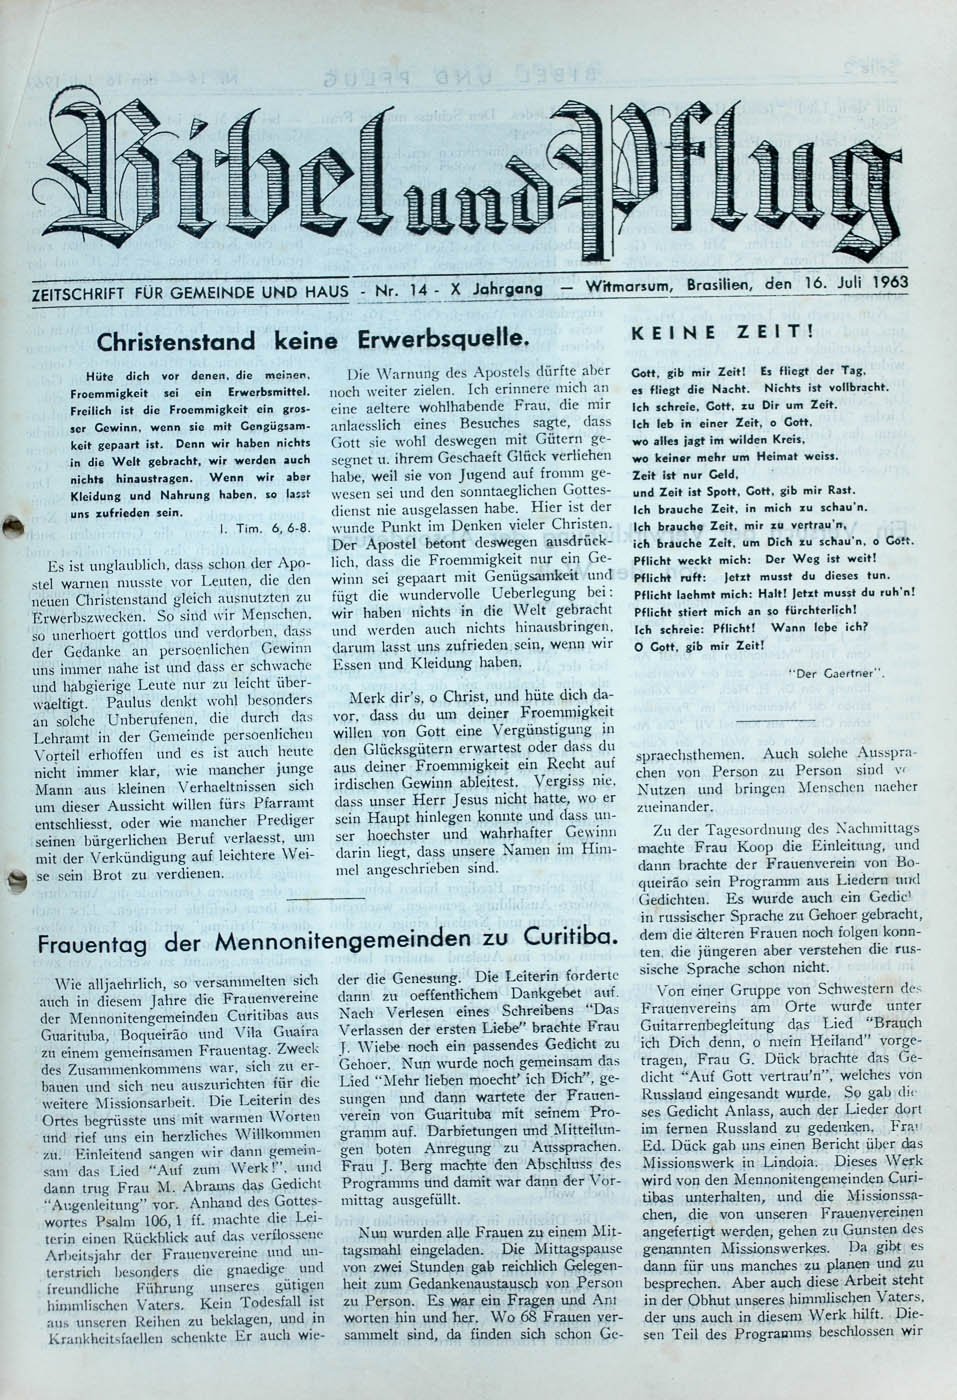 Bibel und Pflug
ZEITSCHRIFT FÜR GEMEINDE UND HAUS - Nr. 14 - X Jahrgang — Witmarsum, Brasilien, den 16. Juli 1963
Christenstand keine Erwerbsquelle.
Hüte dich vor denen, die meinen,
Froemmigkeit sei ein Erwerbsmittel.
Freilich ist die Froemmigkeit ein gros-
ser Gewinn, wenn sie mit Gengügsam-
keit gepaart ist. Denn wir haben nichts
in die Welt gebracht, wir werden auch
nichts hinaustragen. Wenn wir aber
Kleidung und Nahrung haben, so lasst
uns zufrieden sein.
I. Tim. 6, 6-8.
Es ist unglaublich, dass schon der Apo-
stel warnen musste vor Leuten, die den
neuen Christenstand gleich ausnutzten zu
Erwerbszwecken. So sind wir Menschen,
so unerhoert gottlos und verdorben, dass
der Gedanke an persoenlichen Gewinn
uns immer nahe ist und dass er schwache
und habgierige Leute nur zu leicht über-
waeltigt. Paulus denkt wohl besonders
an solche Unberufenen, die durch das
Lehramt in der Gemeinde persoenlichen
Vorteil erhoffen und es ist auch heute
nicht immer klar, wie mancher junge
Mann aus kleinen Verhaeltnissen sich
um dieser Aussicht willen fürs Pfarramt
entschliesst, oder wie mancher Prediger
seinen bürgerlichen Beruf verlaesst, um
mit der Verkündigung auf leichtere Wei-
se sein Brot zu verdienen.
Die Warnung des Apostels dürfte aber
noch weiter zielen. Ich erinnere mich an
eine aeltere wohlhabende Frau, die mir
anlaesslich eines Besuches sagte, dass
Gott sie wohl deswegen mit Gütern ge-
segnet u. ihrem Geschaeft Glück verliehen
habe, weil sie von Jugend auf fromm ge-
wesen sei und den sonntaeglichen Gottes-
dienst nie ausgelassen habe. Hier ist der
wunde Punkt im Denken vieler Christen.
Der Apostel betont deswegen ausdrück-
lich, dass die Froemmigkeit nur ein Ge-
winn sei gepaart mit Genügsamkeit und
fügt die wundervolle Ueberlegung bei:
wir haben nichts in die Welt gebracht
und werden auch nichts hinausbringen,
darum lasst uns zufrieden sein, wenn wir
Essen und Kleidung haben.
Merk dir's, o Christ, und hüte dich da-
vor, dass du um deiner Froemmigkeit
willen von Gott eine Vergünstigung in
den Glücksgütern erwartest oder dass du
aus deiner Froemmigkeit ein Recht auf
irdischen Gewinn ableitest. Vergiss nie,
dass unser Herr Jesus nicht hatte, wo er
sein Haupt hinlegen konnte und dass un-
ser hoechster und wahrhafter Gewinn
darin liegt, dass unsere Namen im Him-
mel angeschrieben sind.
KEINE ZEIT!
Gott, gib mir Zeit! Es fliegt der Tag,
es fliegt die Nacht. Nichts ist vollbracht.
Ich schreie, Gott, zu Dir um Zeit.
Ich leb in einer Zeit, o Gott,
wo alles jagt im wilden Kreis,
wo keiner mehr um Heimat weiss.
Zeit ist nur Geld,
und Zeit ist Spott, Gott, gib mir Rast.
Ich brauche Zeit, in mich zu schau'n.
Ich brauche Zeit, mir zu vertrau'n,
ich brauche Zeit, um Dich zu schau'n, o Gott.
Pflicht weckt mich: Der Weg ist weit!
Pflicht ruft: Jetzt musst du dieses tun.
Pflicht laehmt mich: Halt! Jetzt musst du ruh'n!
Pflicht stiert mich an so fürchterlich!
Ich schreie: Pflicht! Wann lebe ich?
O Gott, gib mir Zeit!
"Der Gaertner".
Frauentag der Mennonitengemeinden zu Curitiba.
Wie alljaehrlich, so versammelten sich
auch in diesem Jahre die Frauenvereine
der Mennonitengemeinden Curitibas aus
Guarituba, Boqueirão und Vila Guaira
zu einem gemeinsamen Frauentag. Zweck
des Zusammenkommens war, sich zu er-
bauen und sich neu auszurichten für die
weitere Missionsarbeit. Die Leiterin des
Ortes begrüsste uns mit warmen Worten
und rief uns ein herzliches Willkommen
zu. Einleitend sangen wir dann gemein-
sam das Lied "Auf zum Werk!", und
dann trug Frau M. Abrams das Gedicht
"Augenleitung" vor. Anhand des Gottes-
wortes Psalm 106, 1 ff. machte die Lei-
terin einen Rückblick auf das verflossene
Arbeitsjahr der Frauenvereine und un-
terstrich besonders die gnaedige und
freundliche Führung unseres gütigen
himmlischen Vaters. Kein Todesfall ist
aus unseren Reihen zu beklagen, und in
Krankheitsfaellen schenkte Er auch wie-
der die Genesung. Die Leiterin forderte
dann zu oeffentlichem Dankgebet auf.
Nach Verlesen eines Schreibens "Das
Verlassen der ersten Liebe" brachte Frau
J. Wiebe noch ein passendes Gedicht zu
Gehoer. Nun wurde noch gemeinsam das
Lied "Mehr lieben moecht' ich Dich", ge-
sungen und dann wartete der Frauen-
verein von Guarituba mit seinem Pro-
gramm auf. Darbietungen und Mitteilun-
gen boten Anregung zu Aussprachen.
Frau J. Berg machte den Abschluss des
Programms und damit war dann der Vor-
mittag ausgefüllt.
Nun wurden alle Frauen zu einem Mit-
tagsmahl eingeladen. Die Mittagspause
von zwei Stunden gab reichlich Gelegen-
heit zum Gedankenaustausch von Person
zu Person. Es war ein Fragen und Ant
worten hin und her. Wo 68 Frauen ver-
sammelt sind, da finden sich schon Ge-
spraechsthemen. Auch solche Ausspra-
chen von Person zu Person sind
Nutzen und bringen Menschen naeher
zueinander.
Zu der Tagesordnung des Nachmittags
machte Frau Koop die Einleitung, und
dann brachte der Frauenverein von Bo-
queirão sein Programm aus Liedern und
Gedichten. Es wurde auch ein Gedic
in russischer Sprache zu Gehoer gebracht,
dem die älteren Frauen noch folgen konn-
ten, die jüngeren aber verstehen die rus-
sische Sprache schon nicht.
Von einer Gruppe von Schwestern des
Frauenvereins am Orte wurde unter
Guitarrenbegleitung das Lied "Brauch
ich Dich denn, o mein Heiland" vorge-
tragen, Frau G. Dück brachte das Ge-
dicht "Auf Gott vertrau'n", welches von
Russland eingesandt wurde. So gab die
ses Gedicht Anlass, auch der Lieder dort
im fernen Russland zu gedenken. Frau
Ed. Dück gab uns einen Bericht über das
Missionswerk in Lindoia. Dieses Werk
wird von den Mennonitengemeinden Curi-
tibas unterhalten, und die Missionssa-
chen, die von unseren Frauenvereinen
angefertigt werden, gehen zu Gunsten des
genannten Missionswerkes. Da gibt es
dann für uns manches zu planen und zu
besprechen. Aber auch diese Arbeit steht
in der Obhut unseres himmlischen Vaters,
der uns auch in diesem Werk hilft. Die-
sen Teil des Programms beschlossen wir